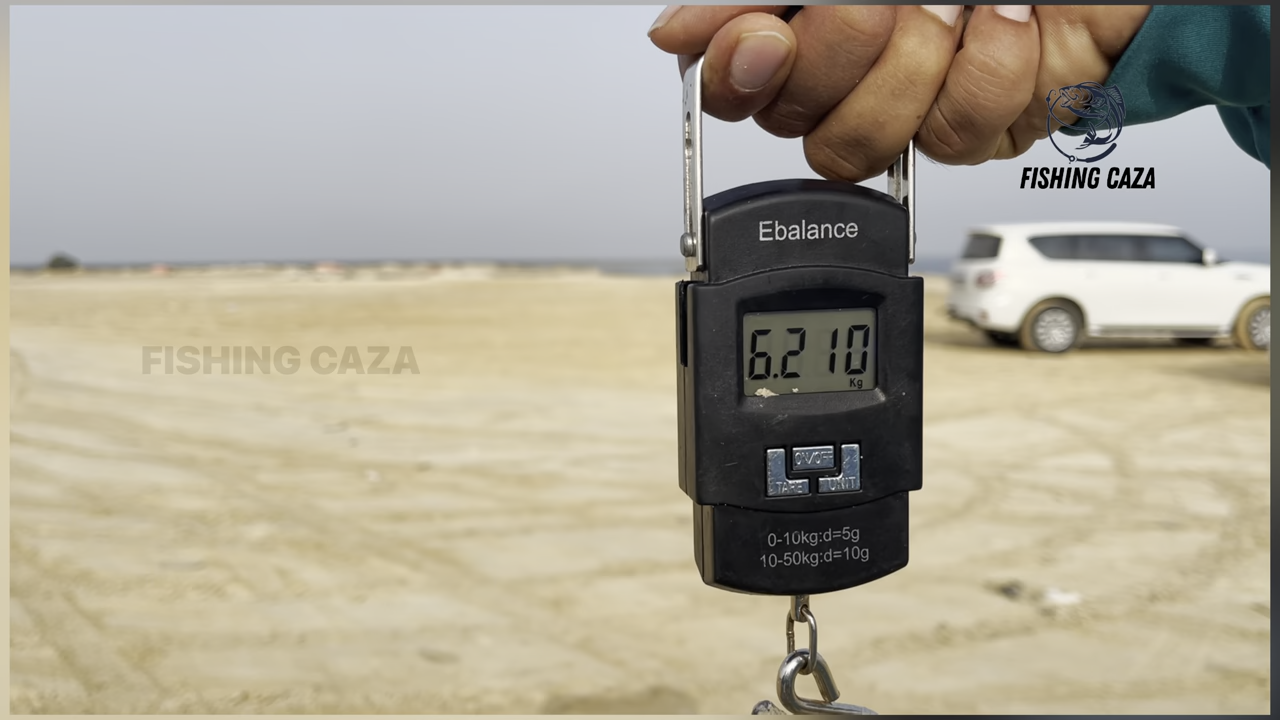 FISHING CAZA
Ebalance
6.210
Kg
FISHING CAZA
ON/OFF
TARE UNIT
0-10kg:d=5g
10-50kg:d=10g